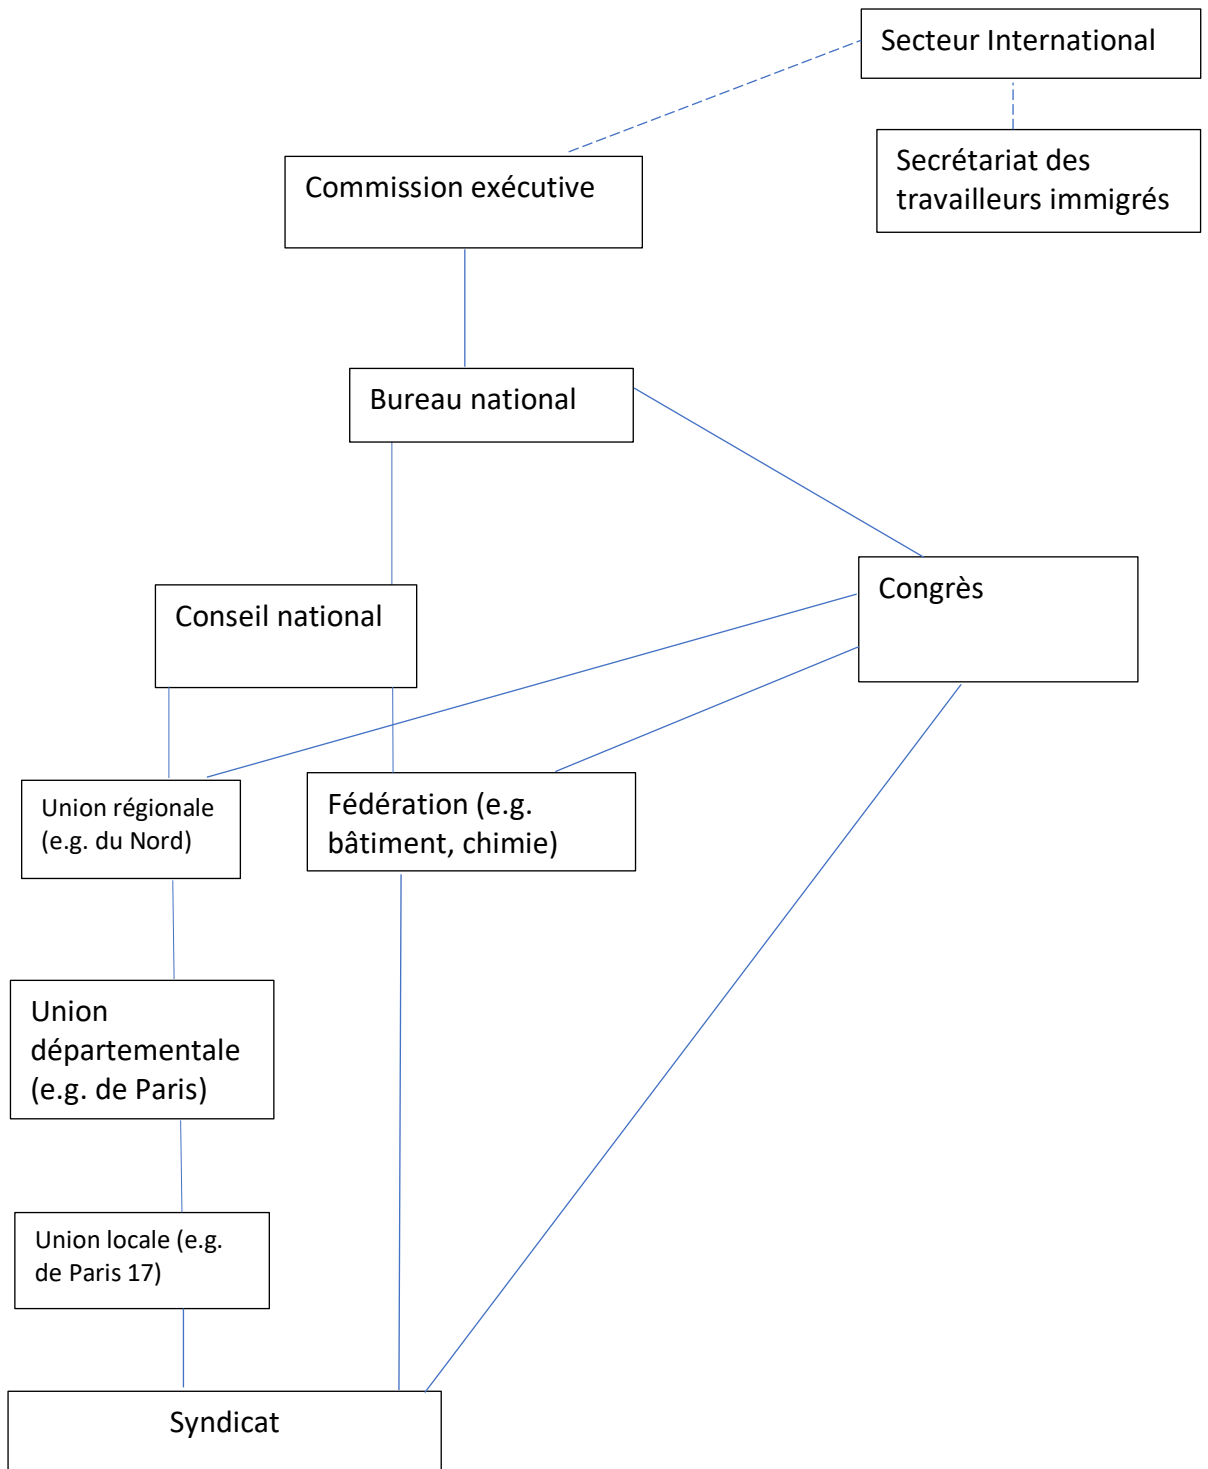 Secteur International
Secrétariat des
travailleurs immigrés
Commission exécutive
Bureau national
Congrès
Conseil national
Union régionale
(e.g. du Nord)
Fédération (e.g.
bâtiment, chimie)
Union
départementale
(e.g. de Paris)
Union locale (e.g.
de Paris 17)
Syndicat